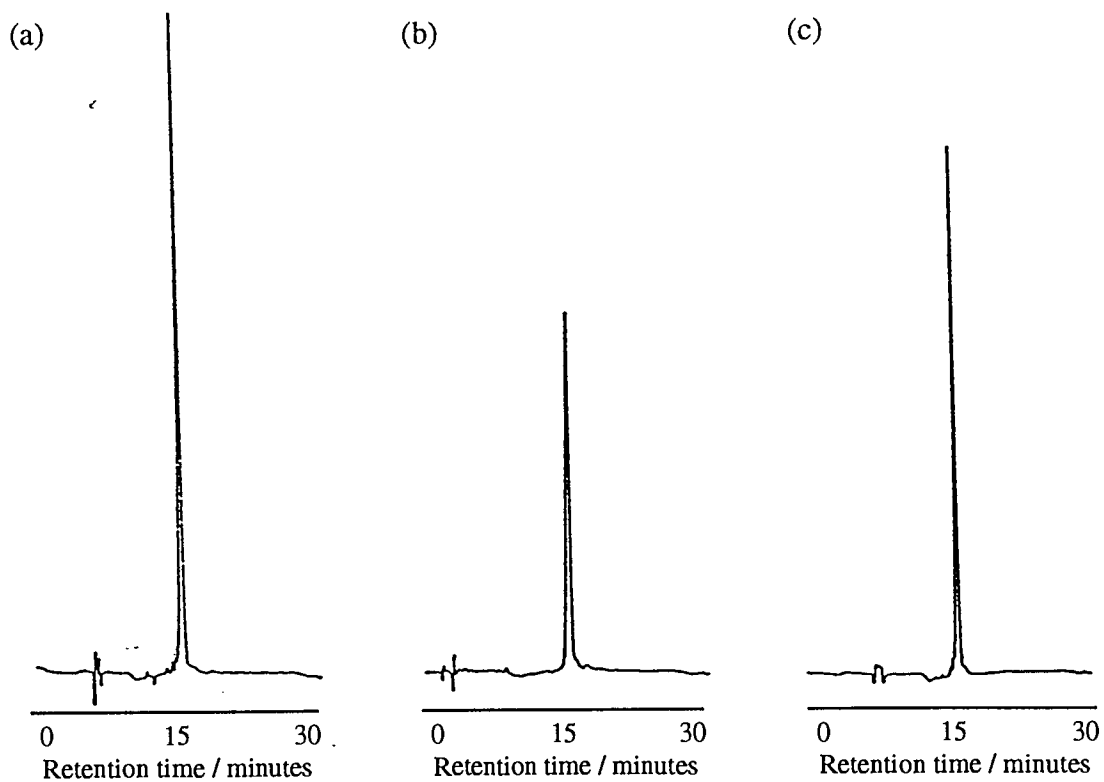 (a)
(b)
(c)
0 15 30
Retention time / minutes
0 15 30
Retention time / minutes
0 15 30
Retention time / minutes